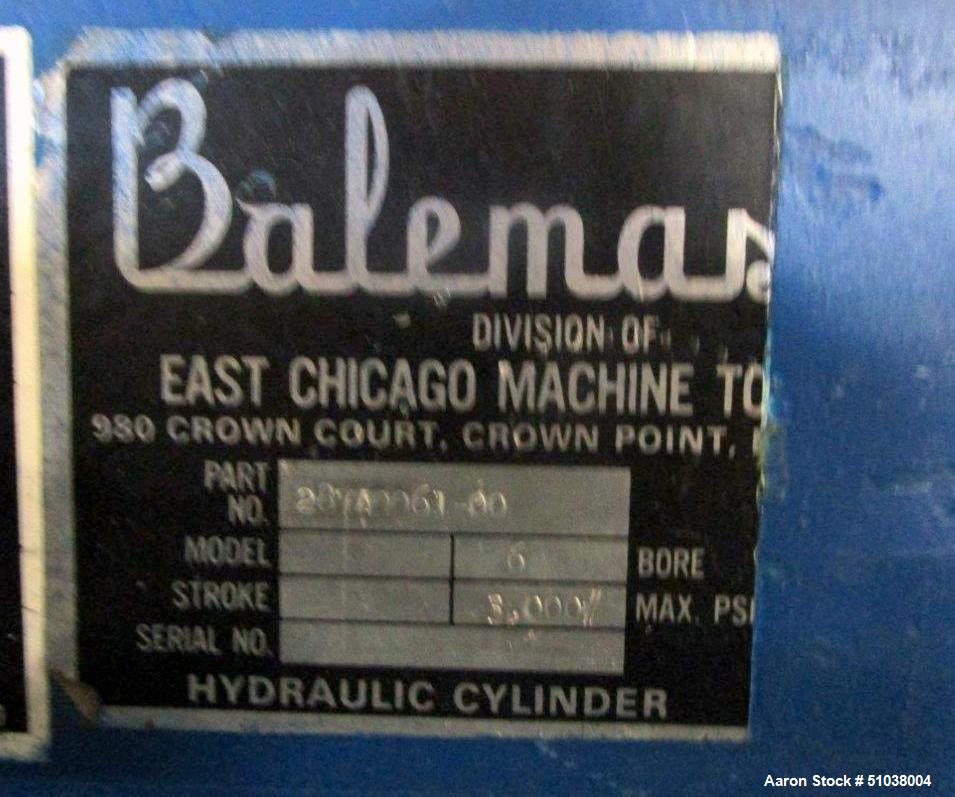 Balemas
DIVISION OF
EAST CHICAGO MACHINE TO
980 CROWN COURT, CROWN POINT,
PART NO.
MODEL 6 BORE
STROKE 3,000# MAX. PSI
SERIAL NO.
HYDRAULIC CYLINDER
Aaron Stock # 51038004